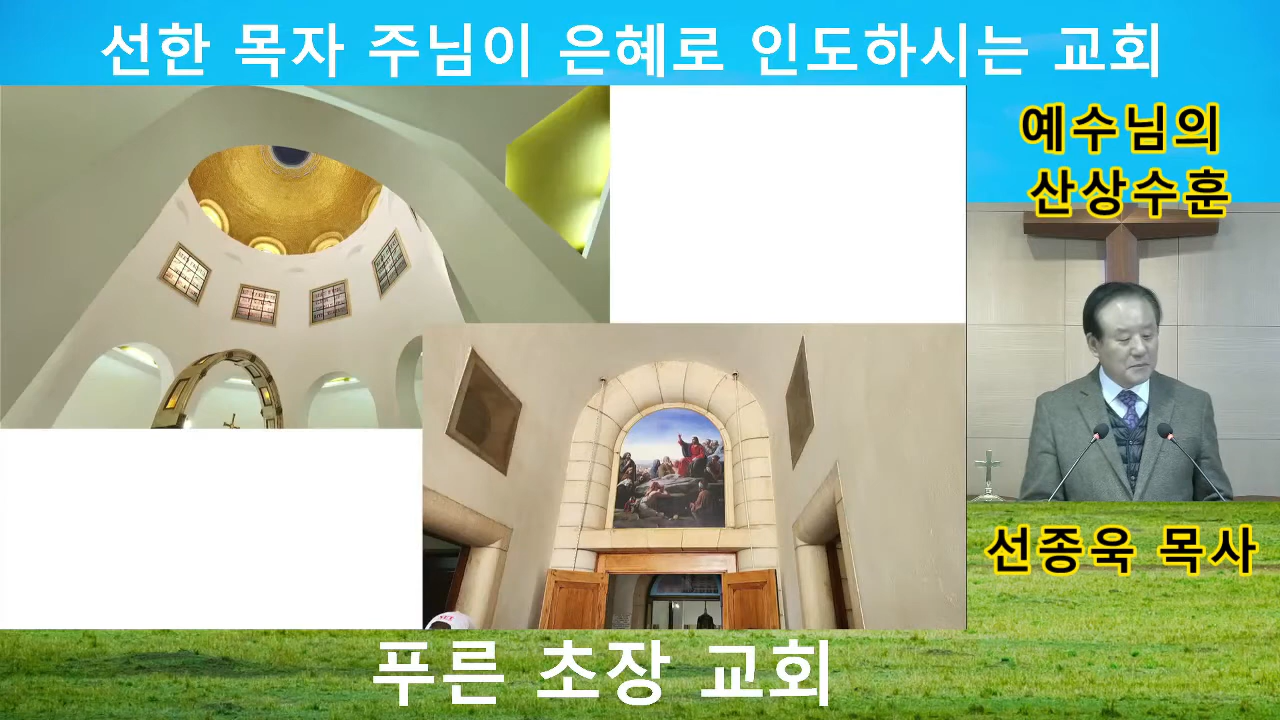 선한 목자 주님이 은혜로 인도하시는 교회
예수님의
산상수훈
선종욱 목사
푸른 초장 교회